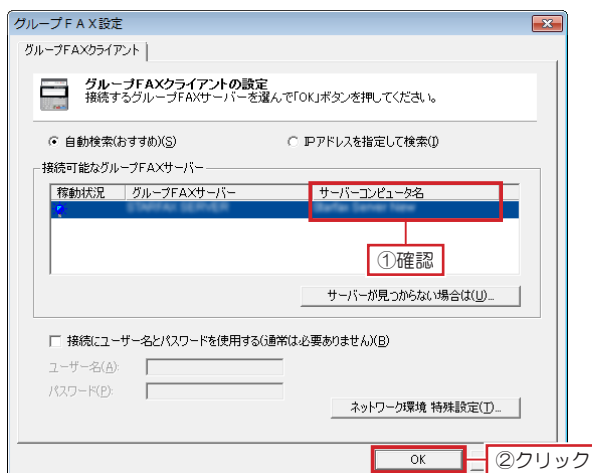 グループＦＡＸ設定
グループFAXクライアント
グループFAXクライアントの設定
接続するグループFAXサーバーを選んで「OK」ボタンを押してください。
自動検索(おすすめ)(S)
IPアドレスを指定して検索(I)
接続可能なグループFAXサーバー
稼動状況 グループFAXサーバー サーバーコンピュータ名
①確認
サーバーが見つからない場合は(U)...
接続にユーザー名とパスワードを使用する(通常は必要ありません)(B)
ユーザー名(A):
パスワード(P):
ネットワーク環境 特殊設定(T)...
OK
②クリック